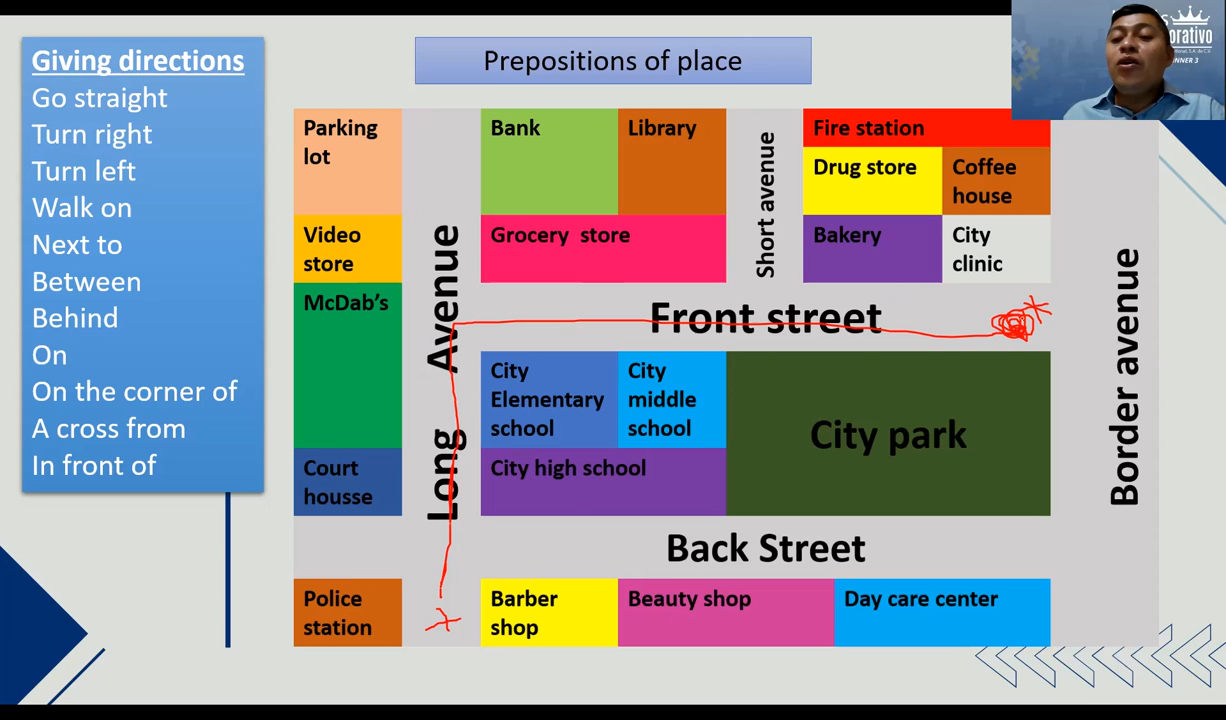 Giving directions
Go straight
Turn right
Turn left
Walk on
Next to
Between
Behind
On
On the corner of
A cross from
In front of
Prepositions of place
Parking
lot
Video
store
McDab's
Court
housse
Police
station
Long Avenue
Bank
Library
Grocery store
Short avenue
Fire station
Drug store
Coffee
house
Bakery
City
clinic
Front street
City
Elementary
school
City
middle
school
City high school
City park
Border avenue
Back Street
Barber
shop
Beauty shop
Day care center